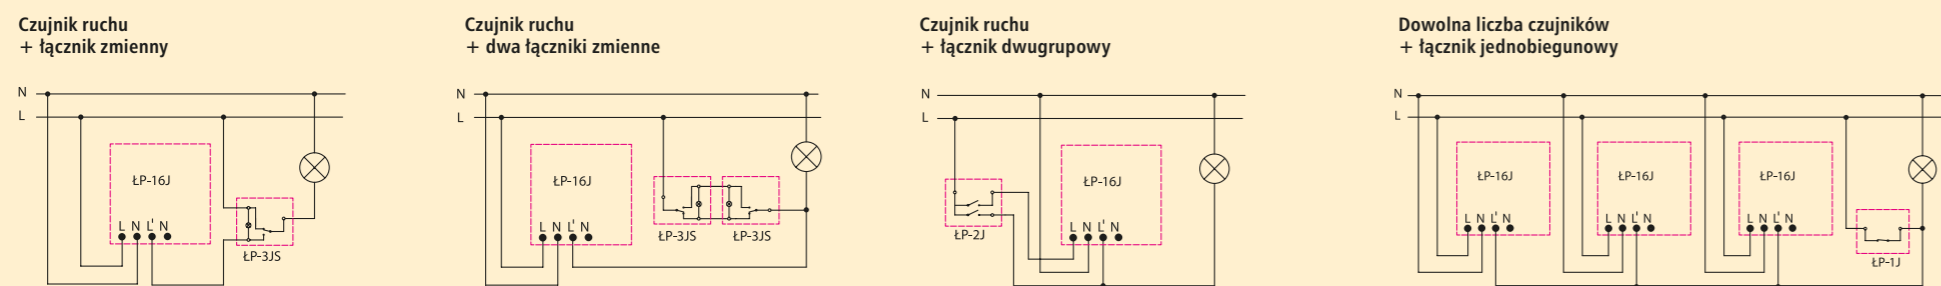 Czujnik ruchu
+ łącznik zmienny
N
L
ŁP-16J
L N L' N
ŁP-3JS
Czujnik ruchu
+ dwa łączniki zmienne
N
L
ŁP-16J
L N L' N
ŁP-3JS
ŁP-3JS
Czujnik ruchu
+ łącznik dwugrupowy
N
L
ŁP-2J
ŁP-16J
L N L' N
Dowolna liczba czujników
+ łącznik jednobiegunowy
N
L
ŁP-16J
L N L' N
ŁP-16J
L N L' N
ŁP-16J
L N L' N
ŁP-1J